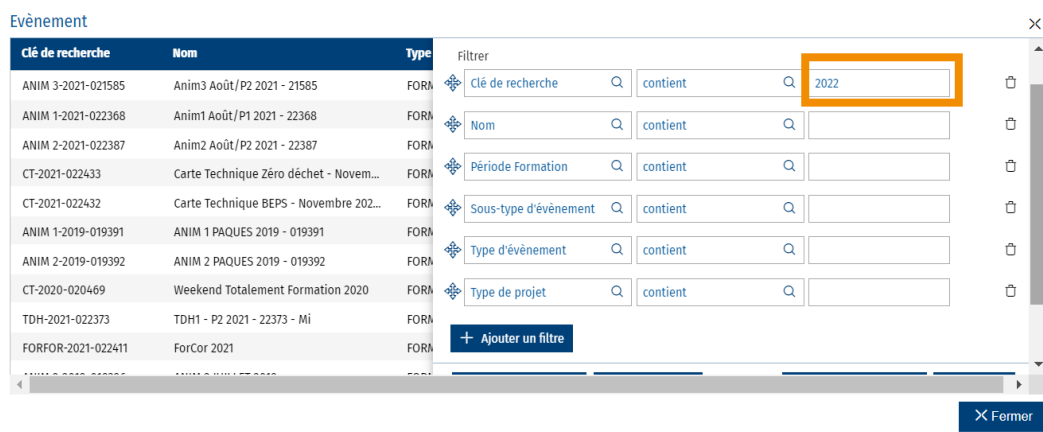 Evènement
Clé de recherche Nom Type
ANIM 3-2021-021585 Anim3 Août/P2 2021 - 21585 FORM
ANIM 1-2021-022368 Anim1 Août/P1 2021 - 22368 FORM
ANIM 2-2021-022387 Anim2 Août/P2 2021 - 22387 FORM
CT-2021-022433 Carte Technique Zéro déchet - Novem... FORM
CT-2021-022432 Carte Technique BEPS - Novembre 202... FORM
ANIM 1-2019-019391 ANIM 1 PAQUES 2019 - 019391 FORM
ANIM 2-2019-019392 ANIM 2 PAQUES 2019 - 019392 FORM
CT-2020-020469 Weekend Totalement Formation 2020 FORM
TDH-2021-022373 TDH1 - P2 2021 - 22373 - Mi FORM
FORFOR-2021-022411 ForCor 2021 FORM
Filtrer
Clé de recherche contient 2022
Nom contient
Période Formation contient
Sous-type d'évènement contient
Type d'évènement contient
Type de projet contient
+ Ajouter un filtre
Fermer